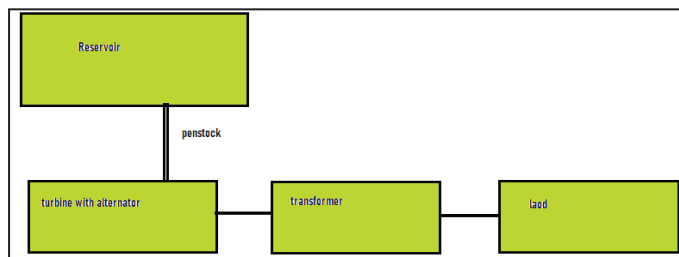 Reservoir
penstock
turbine with alternator
transformer
laod